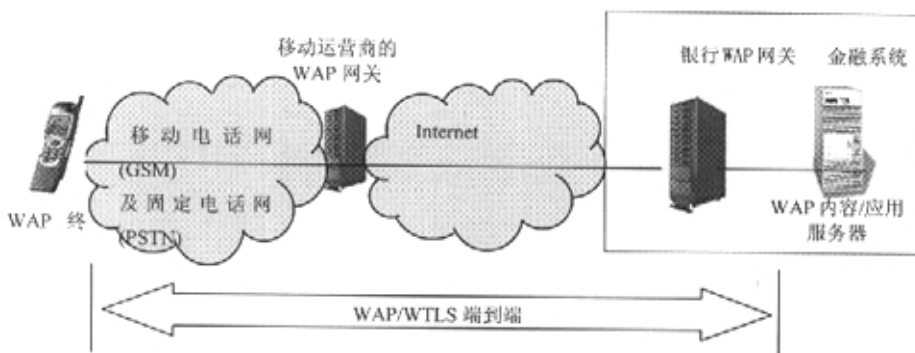 移动运营商的
WAP 网关
银行 WAP 网关
金融系统
移动电话网
(GSM)
及固定电话网
(PSTN)
Internet
WAP 终
WAP 内容/应用
服务器
WAP/WTLS 端到端